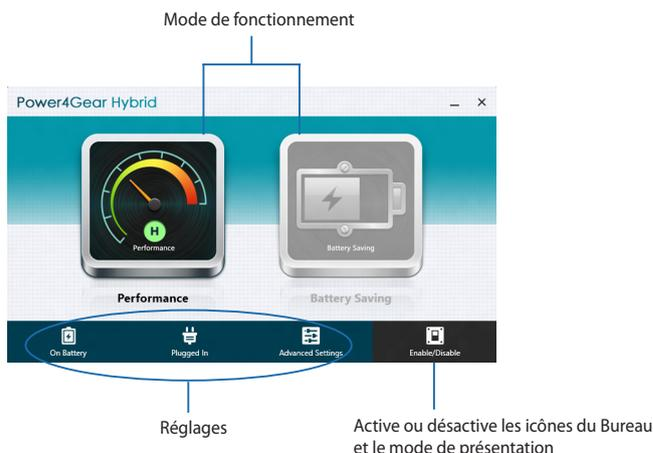 Mode de fonctionnement
Power4Gear Hybrid
H
Performance
Battery Saving
Performance
Battery Saving
On Battery
Plugged In
Advanced Settings
Enable/Disable
Réglages
Active ou désactive les icônes du Bureau
et le mode de présentation